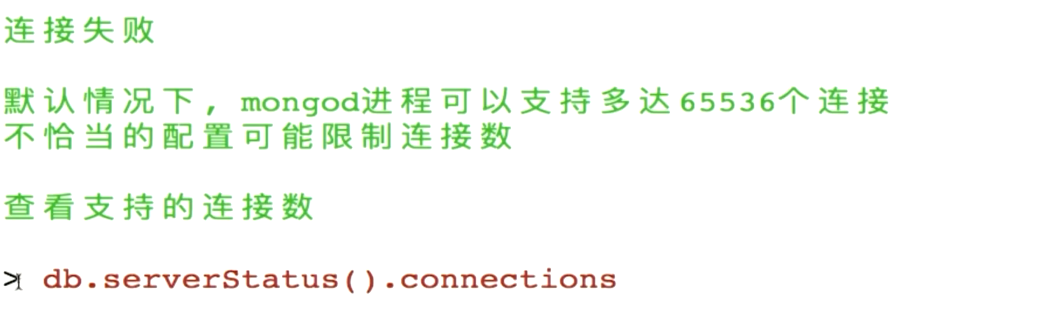 连接失败
默认情况下, mongod进程可以支持多达65536个连接
不恰当的配置可能限制连接数
查看支持的连接数
> db.serverStatus().connections